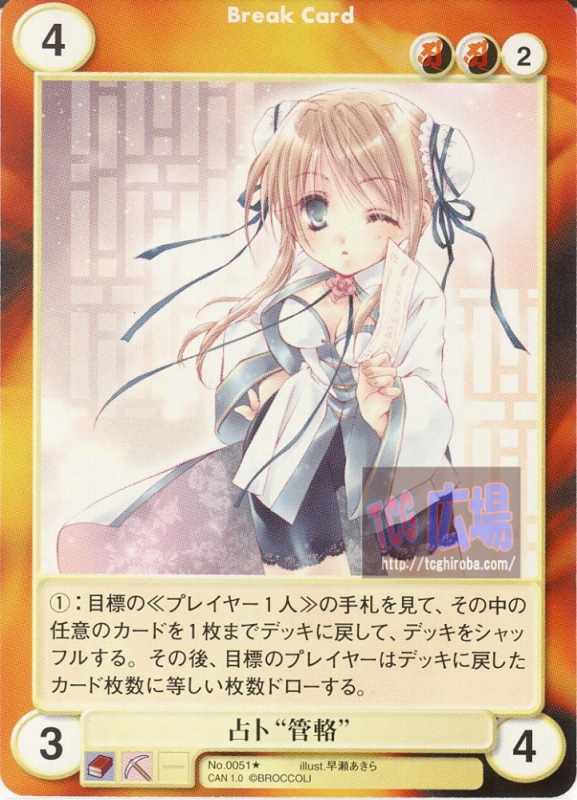 Break Card
4
刃 刃 2
TCG 広場
http://tcghiroba.com/
①:目標の≪プレイヤー1人≫の手札を見て、その中の
任意のカードを1枚までデッキに戻して、デッキをシャッ
フルする。その後、目標のプレイヤーはデッキに戻した
カード枚数に等しい枚数ドローする。
占ト“管輅”
3
4
No.0051★ illust.早瀬あきら
CAN 1.0 ©BROCCOLI